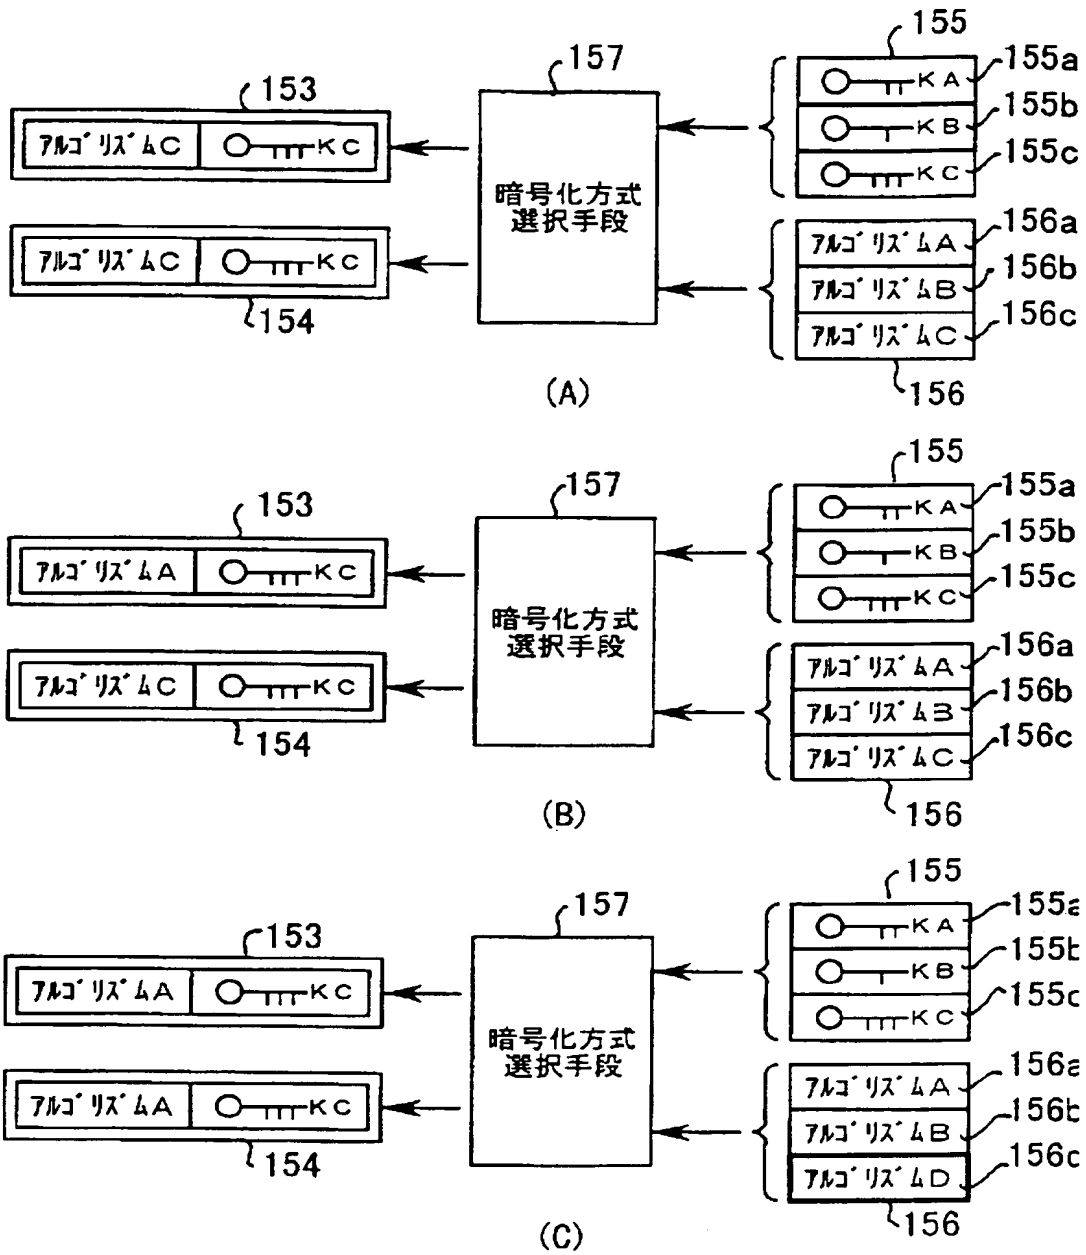 155
157
155a
KA
153
155b
KB
アルゴリズムC
KC
155c
KC
暗号化方式
選択手段
156a
アルゴリズムA
アルゴリズムC
KC
156b
アルゴリズムB
154
156c
アルゴリズムC
(A)
156
155
157
155a
KA
153
155b
KB
アルゴリズムA
KC
155c
KC
暗号化方式
選択手段
156a
アルゴリズムA
アルゴリズムC
KC
156b
アルゴリズムB
154
156c
アルゴリズムC
(B)
156
155
157
155a
KA
153
155b
KB
アルゴリズムA
KC
155c
KC
暗号化方式
選択手段
156a
アルゴリズムA
アルゴリズムA
KC
156b
アルゴリズムB
154
156c
アルゴリズムD
156
(C)